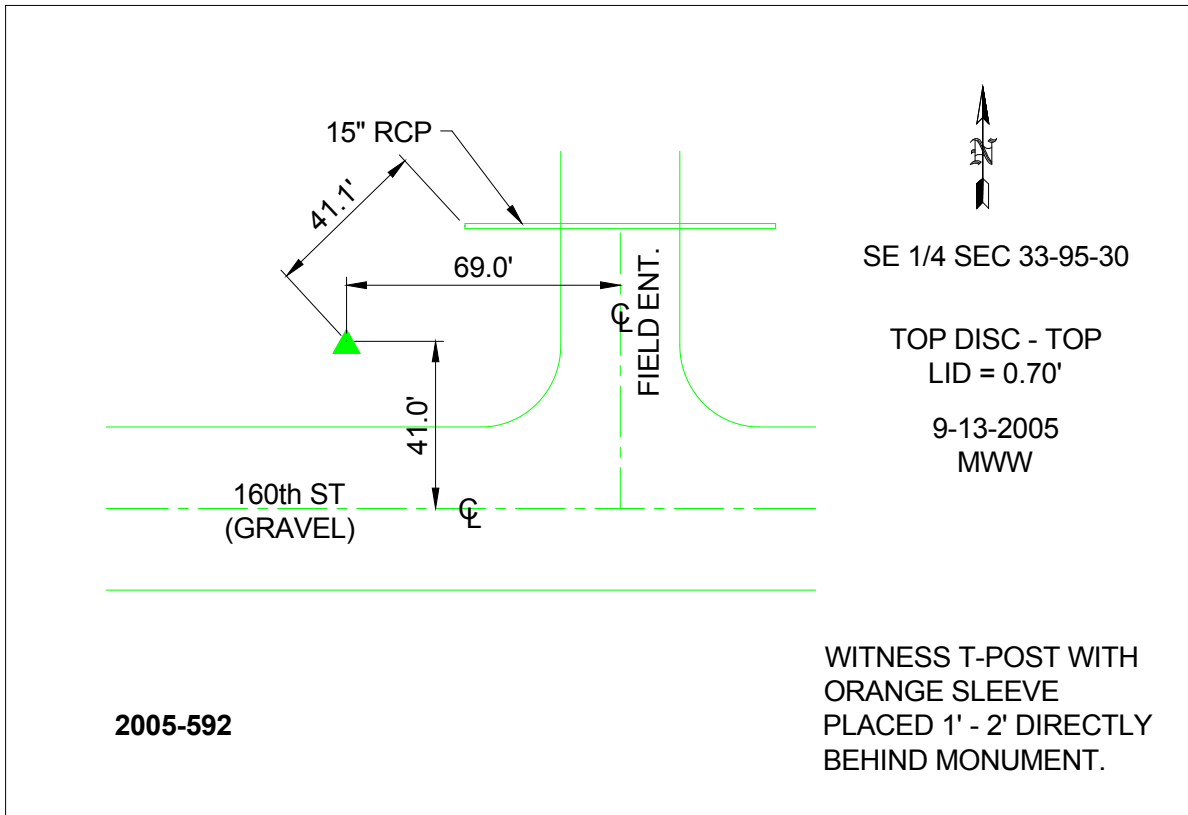 15" RCP
41.1'
69.0'
℄
FIELD ENT.
41.0'
160th ST
(GRAVEL)
℄
N
SE 1/4 SEC 33-95-30
TOP DISC - TOP
LID = 0.70'
9-13-2005
MWW
2005-592
WITNESS T-POST WITH
ORANGE SLEEVE
PLACED 1' - 2' DIRECTLY
BEHIND MONUMENT.